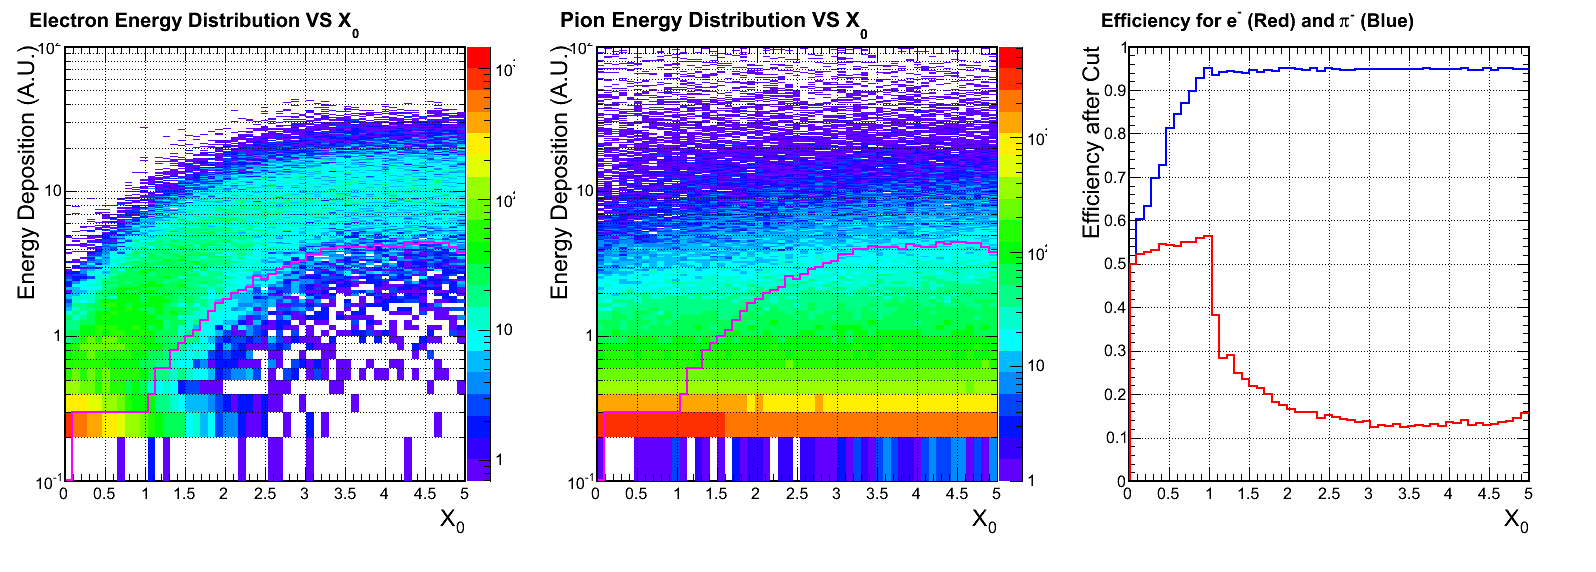 Electron Energy Distribution VS X0
Energy Deposition (A.U.)
10²
10
1
10-1
0 0.5 1 1.5 2 2.5 3 3.5 4 4.5 5
X0
10²
10
1
Pion Energy Distribution VS X0
Energy Deposition (A.U.)
10²
10
1
10-1
0 0.5 1 1.5 2 2.5 3 3.5 4 4.5 5
X0
10
1
Efficiency for e- (Red) and π- (Blue)
Efficiency after Cut
1
0.9
0.8
0.7
0.6
0.5
0.4
0.3
0.2
0.1
0
0 0.5 1 1.5 2 2.5 3 3.5 4 4.5 5
X0